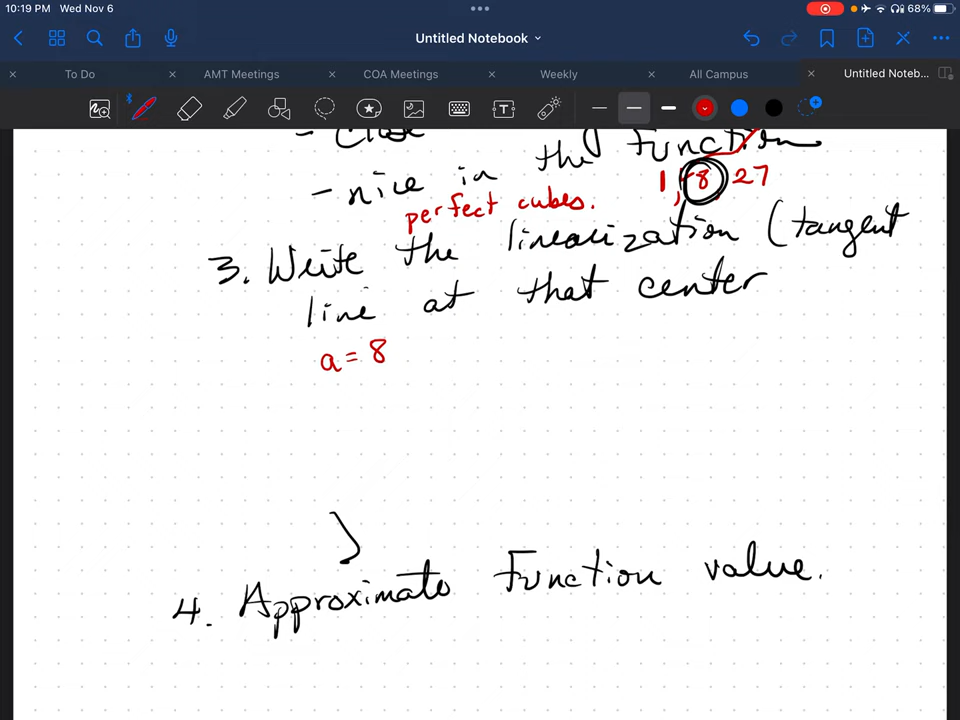 10:19 PM Wed Nov 6
68%
Untitled Notebook
To Do
AMT Meetings
COA Meetings
Weekly
All Campus
Untitled Noteb...
- Close
- nice in the function
1, 8, 27
perfect cubes.
3. Write the linearization (tangent
line at that center
a = 8
4. Approximate Function value.